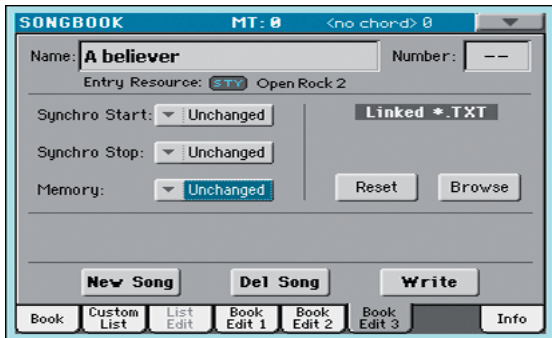 SONGBOOK MT: 0 <no chord> 0
Name: A believer Number: --
Entry Resource: STY Open Rock 2
Synchro Start: Unchanged Linked *.TXT
Synchro Stop: Unchanged
Memory: Unchanged Reset Browse
New Song Del Song Write
Book Custom List List Edit Book Edit 1 Book Edit 2 Book Edit 3 Info